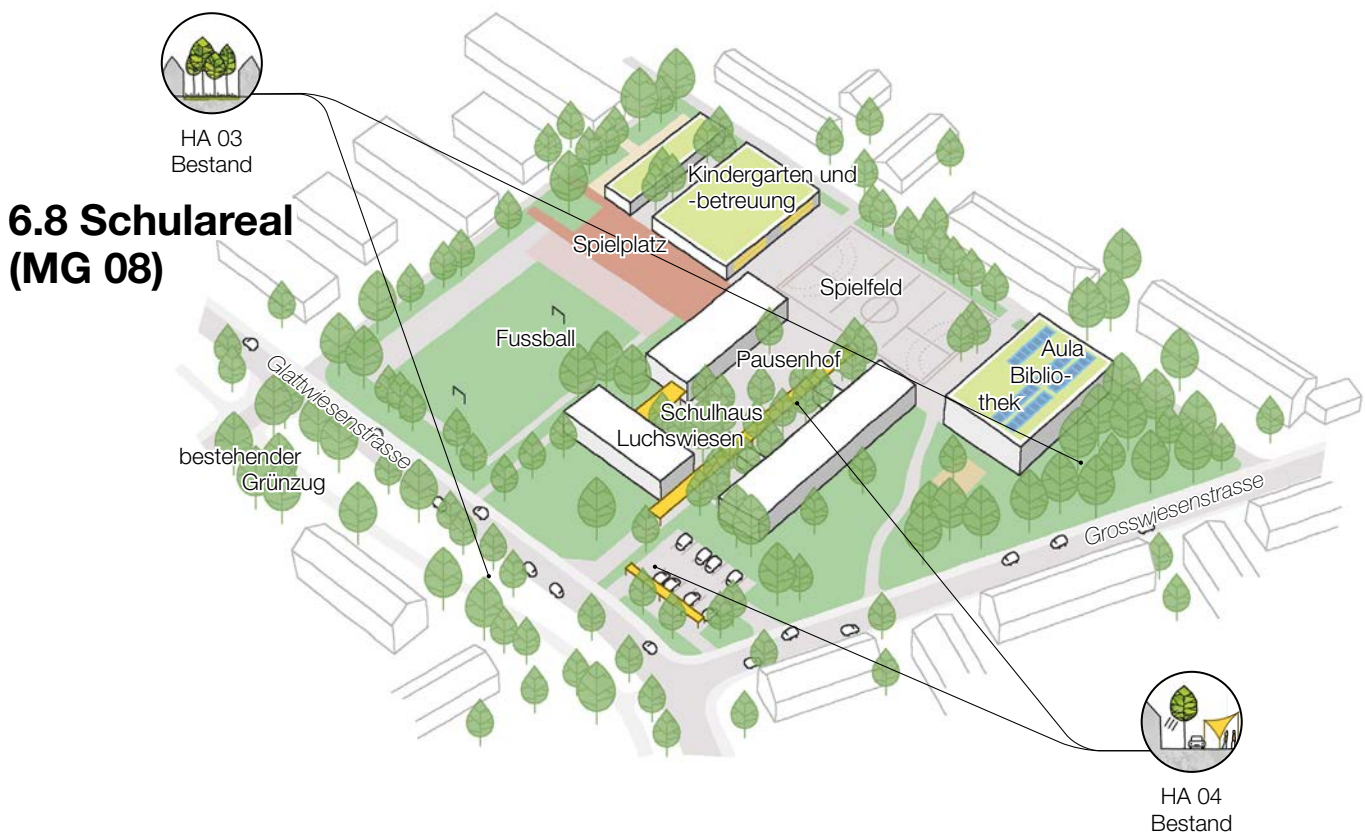 HA 03
Bestand
6.8 Schulareal
(MG 08)
Kindergarten und
-betreuung
Spielplatz
Spielfeld
Fussball
Pausenhof
Aula
Biblio-
thek
Glattwiesenstrasse
Schulhaus
Luchswiesen
bestehender
Grünzug
Grosswiesenstrasse
HA 04
Bestand